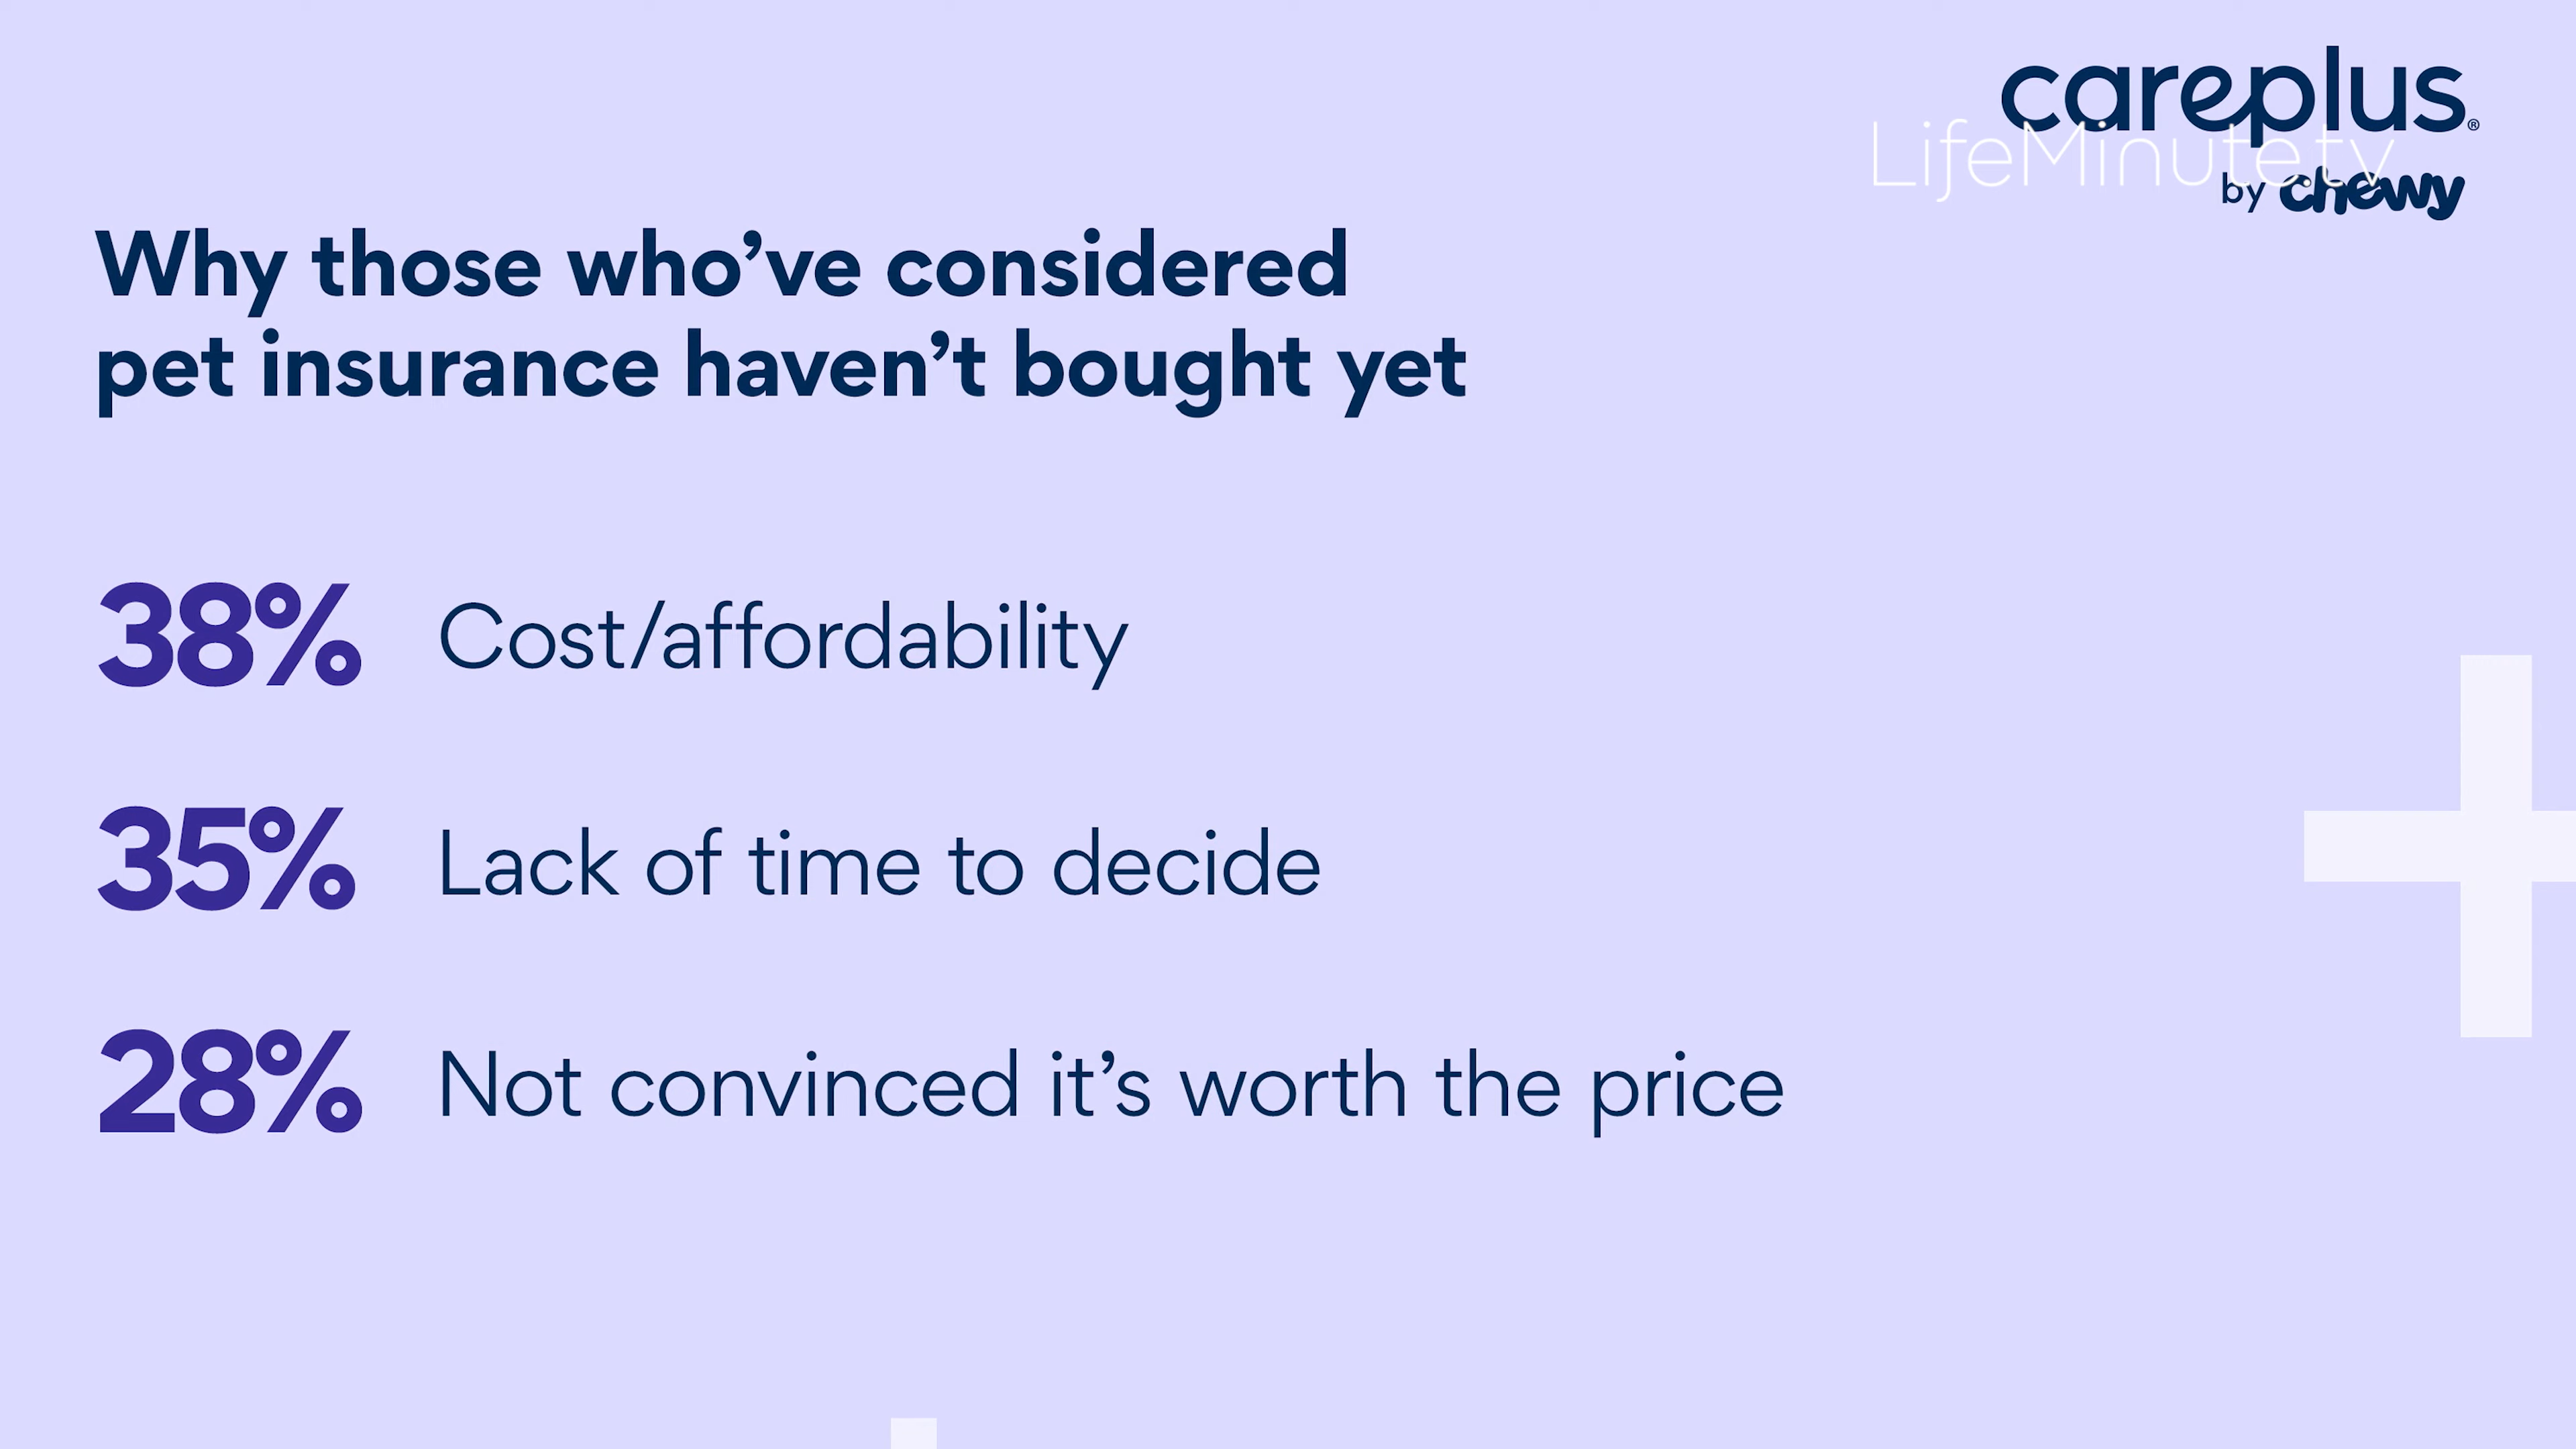 careplus®
LifeMinute.tv
by chewy
Why those who’ve considered
pet insurance haven’t bought yet
38% Cost/affordability
35% Lack of time to decide
28% Not convinced it’s worth the price